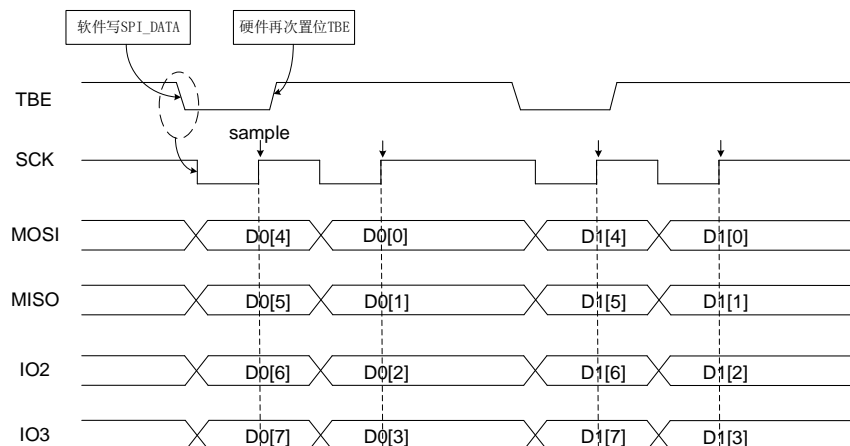 软件写SPI_DATA
硬件再次置位TBE
TBE
sample
SCK
MOSI D0[4] D0[0] D1[4] D1[0]
MISO D0[5] D0[1] D1[5] D1[1]
IO2 D0[6] D0[2] D1[6] D1[2]
IO3 D0[7] D0[3] D1[7] D1[3]